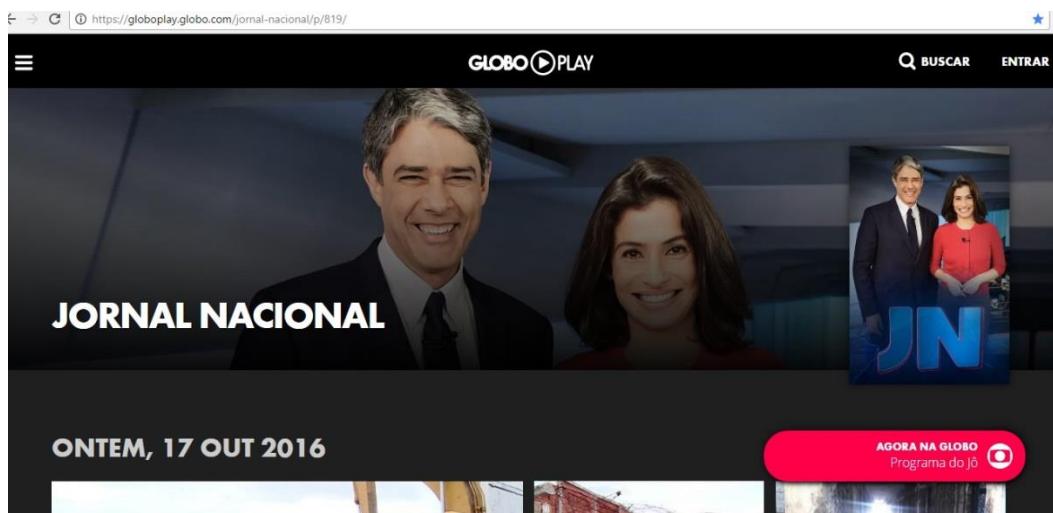 https://globoplay.globo.com/jornal-nacional/p/819/
GLOBO PLAY
BUSCAR
ENTRAR
JORNAL NACIONAL
JN
ONTEM, 17 OUT 2016
AGORA NA GLOBO
Programa do Jô